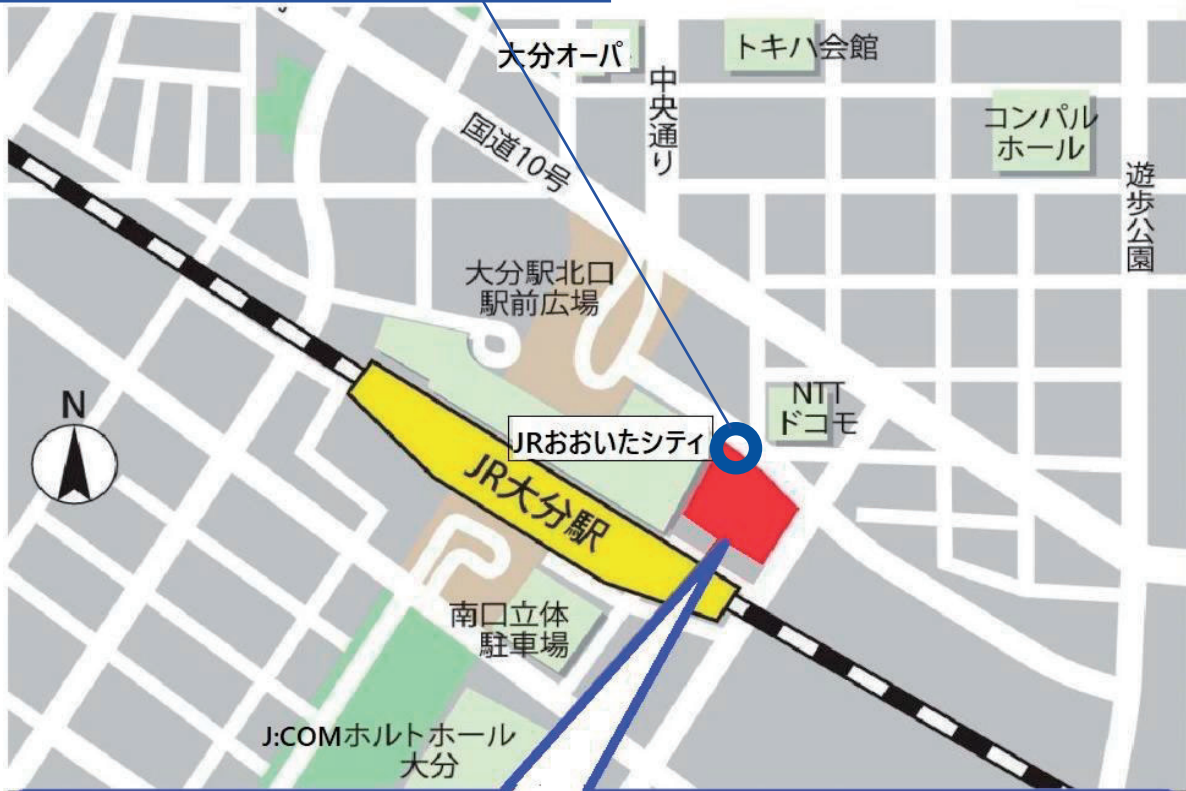 大分オーパ
トキハ会館
中央通り
コンパル
ホール
国道10号
遊歩公園
大分駅北口
駅前広場
N
NTT
ドコモ
JRおおいたシティ
JR大分駅
南口立体
駐車場
J:COMホルトホール
大分